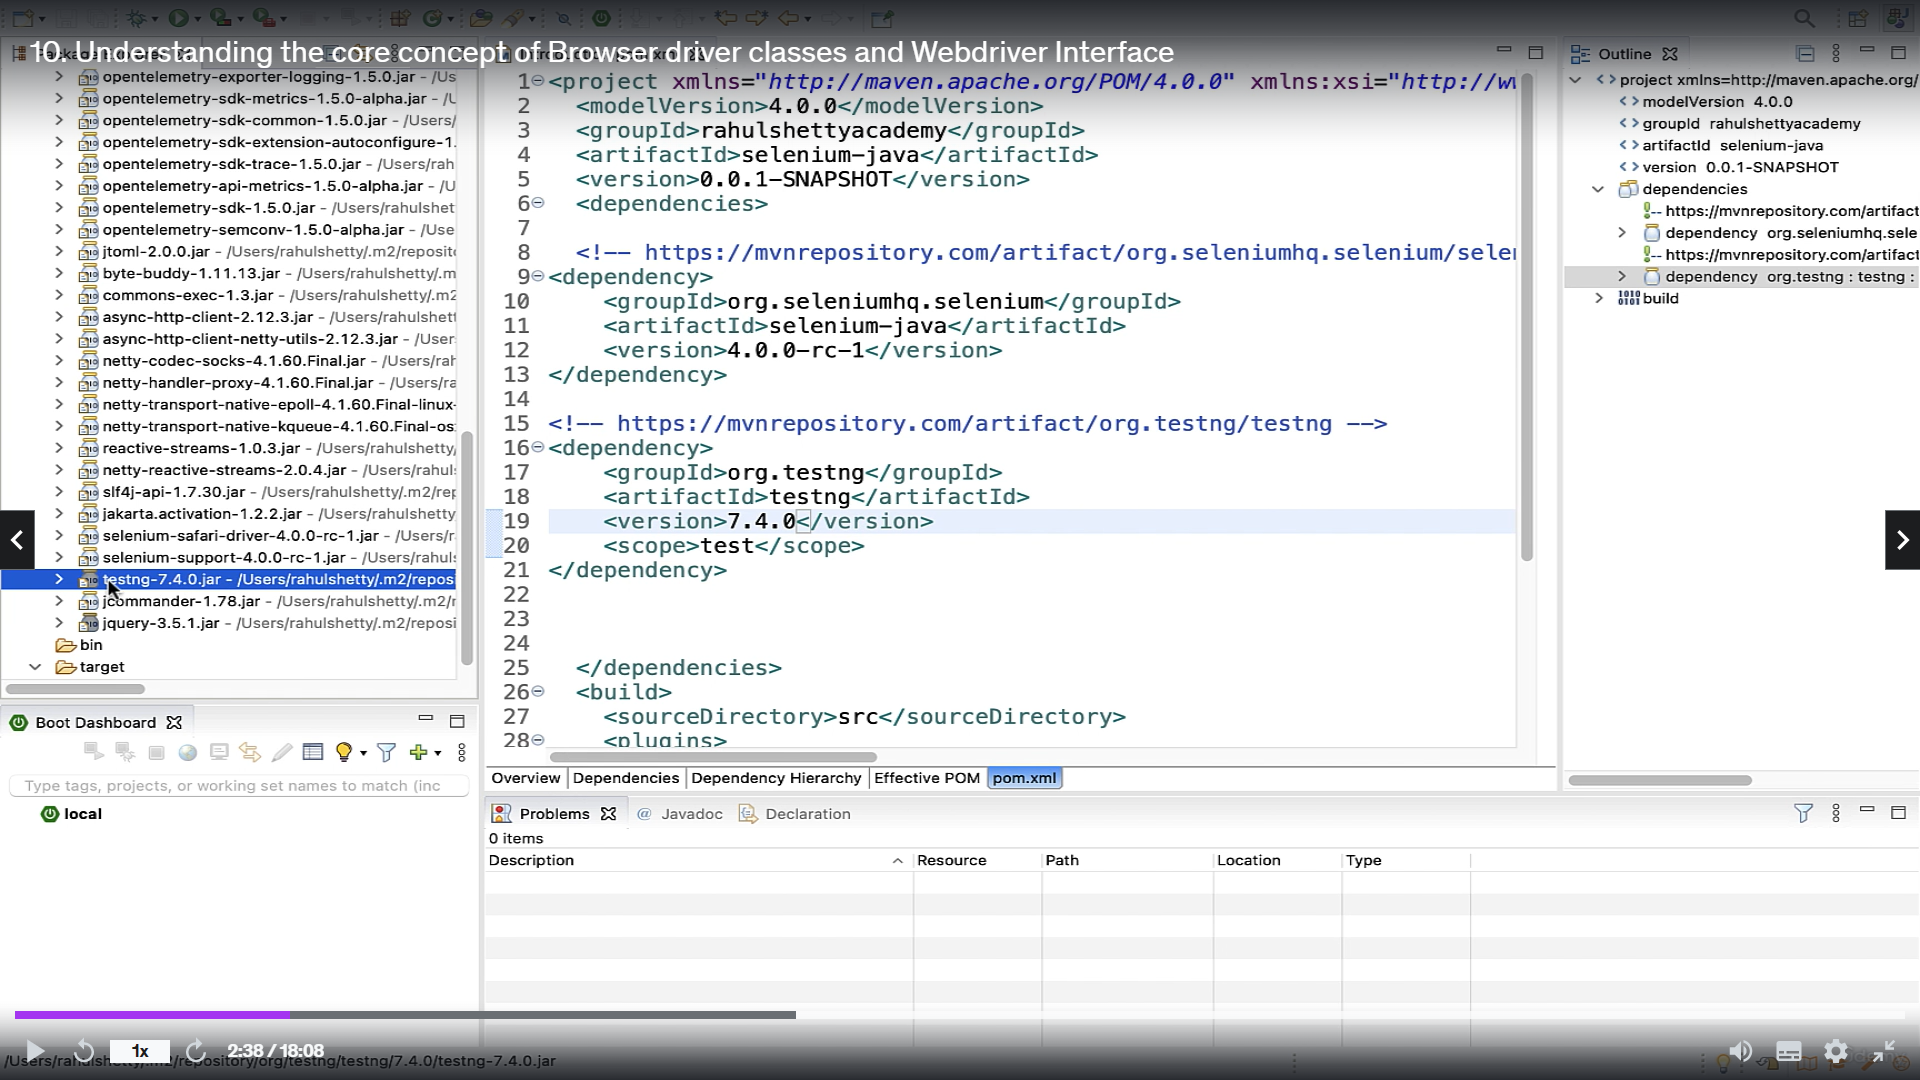 10. Understanding the core concept of Browser driver classes and Webdriver Interface
opentelemetry-exporter-logging-1.5.0.jar - /Us
opentelemetry-sdk-metrics-1.5.0-alpha.jar - /U
opentelemetry-sdk-common-1.5.0.jar - /Users/
opentelemetry-sdk-extension-autoconfigure-1.
opentelemetry-sdk-trace-1.5.0.jar - /Users/rah
opentelemetry-api-metrics-1.5.0-alpha.jar - /U
opentelemetry-sdk-1.5.0.jar - /Users/rahulshet
opentelemetry-semconv-1.5.0-alpha.jar - /Users
jtoml-2.0.0.jar - /Users/rahulshetty/.m2/reposit
byte-buddy-1.11.13.jar - /Users/rahulshetty/.m
commons-exec-1.3.jar - /Users/rahulshetty/.m2
async-http-client-2.12.3.jar - /Users/rahulshett
async-http-client-netty-utils-2.12.3.jar - /User
netty-codec-socks-4.1.60.Final.jar - /Users/ra
netty-handler-proxy-4.1.60.Final.jar - /Users/ra
netty-transport-native-epoll-4.1.60.Final-linux-
netty-transport-native-kqueue-4.1.60.Final-os
reactive-streams-1.0.3.jar - /Users/rahulshetty/
netty-reactive-streams-2.0.4.jar - /Users/rahul
slf4j-api-1.7.30.jar - /Users/rahulshetty/.m2/rep
jakarta.activation-1.2.2.jar - /Users/rahulshetty
selenium-safari-driver-4.0.0-rc-1.jar - /Users/r
selenium-support-4.0.0-rc-1.jar - /Users/rahuls
testng-7.4.0.jar - /Users/rahulshetty/.m2/repos
jcommander-1.78.jar - /Users/rahulshetty/.m2/r
jquery-3.5.1.jar - /Users/rahulshetty/.m2/reposi
bin
target
1 <project xmlns="http://maven.apache.org/POM/4.0.0" xmlns:xsi="http://w
2 <modelVersion>4.0.0</modelVersion>
3 <groupId>rahulshettyacademy</groupId>
4 <artifactId>selenium-java</artifactId>
5 <version>0.0.1-SNAPSHOT</version>
6 <dependencies>
7
8 <!-- https://mvnrepository.com/artifact/org.seleniumhq.selenium/sele
9 <dependency>
10 <groupId>org.seleniumhq.selenium</groupId>
11 <artifactId>selenium-java</artifactId>
12 <version>4.0.0-rc-1</version>
13 </dependency>
14
15 <!-- https://mvnrepository.com/artifact/org.testng/testng -->
16 <dependency>
17 <groupId>org.testng</groupId>
18 <artifactId>testng</artifactId>
19 <version>7.4.0</version>
20 <scope>test</scope>
21 </dependency>
22
23
24
25 </dependencies>
26 <build>
27 <sourceDirectory>src</sourceDirectory>
28 <plugins>
Overview Dependencies Dependency Hierarchy Effective POM pom.xml
Outline
project xmlns=http://maven.apache.org/
modelVersion 4.0.0
groupId rahulshettyacademy
artifactId selenium-java
version 0.0.1-SNAPSHOT
dependencies
!-- https://mvnrepository.com/artifact
dependency org.seleniumhq.sele
!-- https://mvnrepository.com/artifact
dependency org.testng : testng :
build
Boot Dashboard
Type tags, projects, or working set names to match (inc
local
Problems @ Javadoc Declaration
0 items
Description Resource Path Location Type
1x 2:38 / 18:08
/Users/rahulshetty/.m2/repository/org/testng/testng/7.4.0/testng-7.4.0.jar